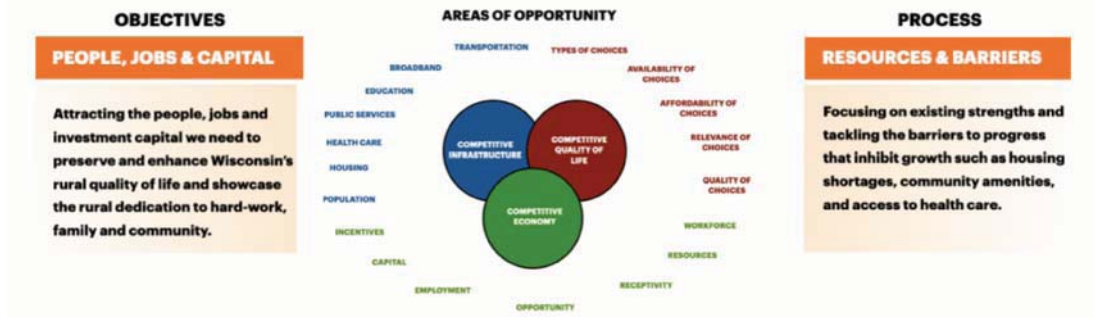 OBJECTIVES
PEOPLE, JOBS & CAPITAL
Attracting the people, jobs and
investment capital we need to
preserve and enhance Wisconsin's
rural quality of life and showcase
the rural dedication to hard-work,
family and community.
AREAS OF OPPORTUNITY
TRANSPORTATION
BROADBAND
EDUCATION
PUBLIC SERVICES
HEALTH CARE
HOUSING
POPULATION
TYPES OF CHOICES
AVAILABILITY OF
CHOICES
AFFORDABILITY OF
CHOICES
RELEVANCE OF
CHOICES
QUALITY OF
CHOICES
COMPETITIVE
INFRASTRUCTURE
COMPETITIVE
QUALITY OF
LIFE
COMPETITIVE
ECONOMY
INCENTIVES
CAPITAL
EMPLOYMENT
OPPORTUNITY
RECEPTIVITY
RESOURCES
WORKFORCE
PROCESS
RESOURCES & BARRIERS
Focusing on existing strengths and
tackling the barriers to progress
that inhibit growth such as housing
shortages, community amenities,
and access to health care.